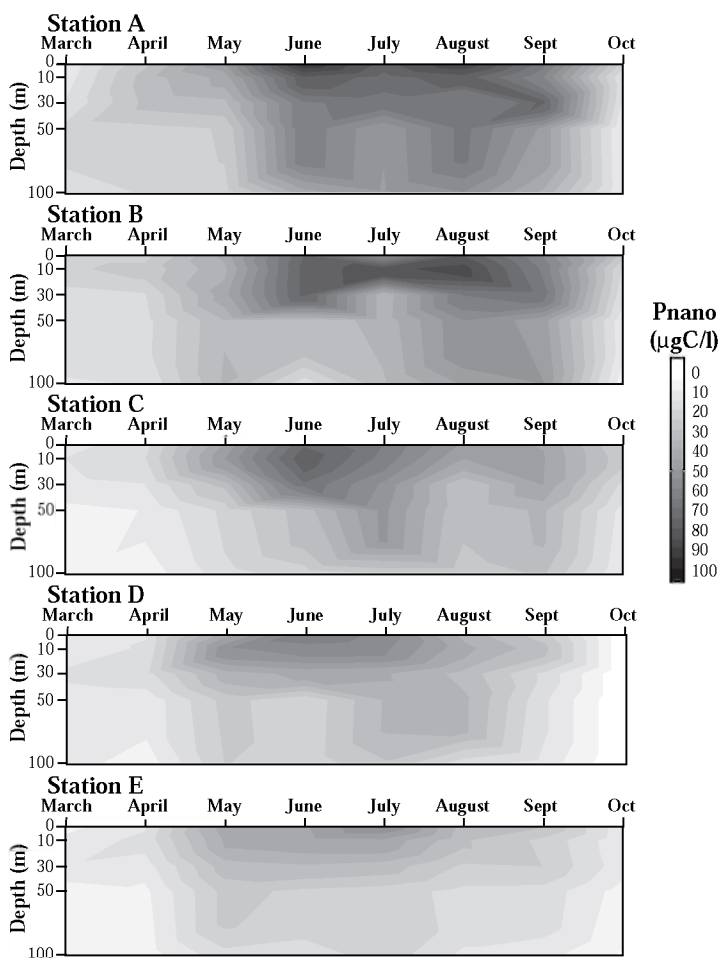 Station A
March April May June July August Sept Oct
0
10
30
50
100
Depth (m)
Station B
March April May June July August Sept Oct
0
10
30
50
100
Depth (m)
Station C
March April May June July August Sept Oct
0
10
30
50
100
Depth (m)
Station D
March April May June July August Sept Oct
0
10
30
50
100
Depth (m)
Station E
March April May June July August Sept Oct
0
10
30
50
100
Depth (m)
Pnano
(μgC/l)
0
10
20
30
40
50
60
70
80
90
100